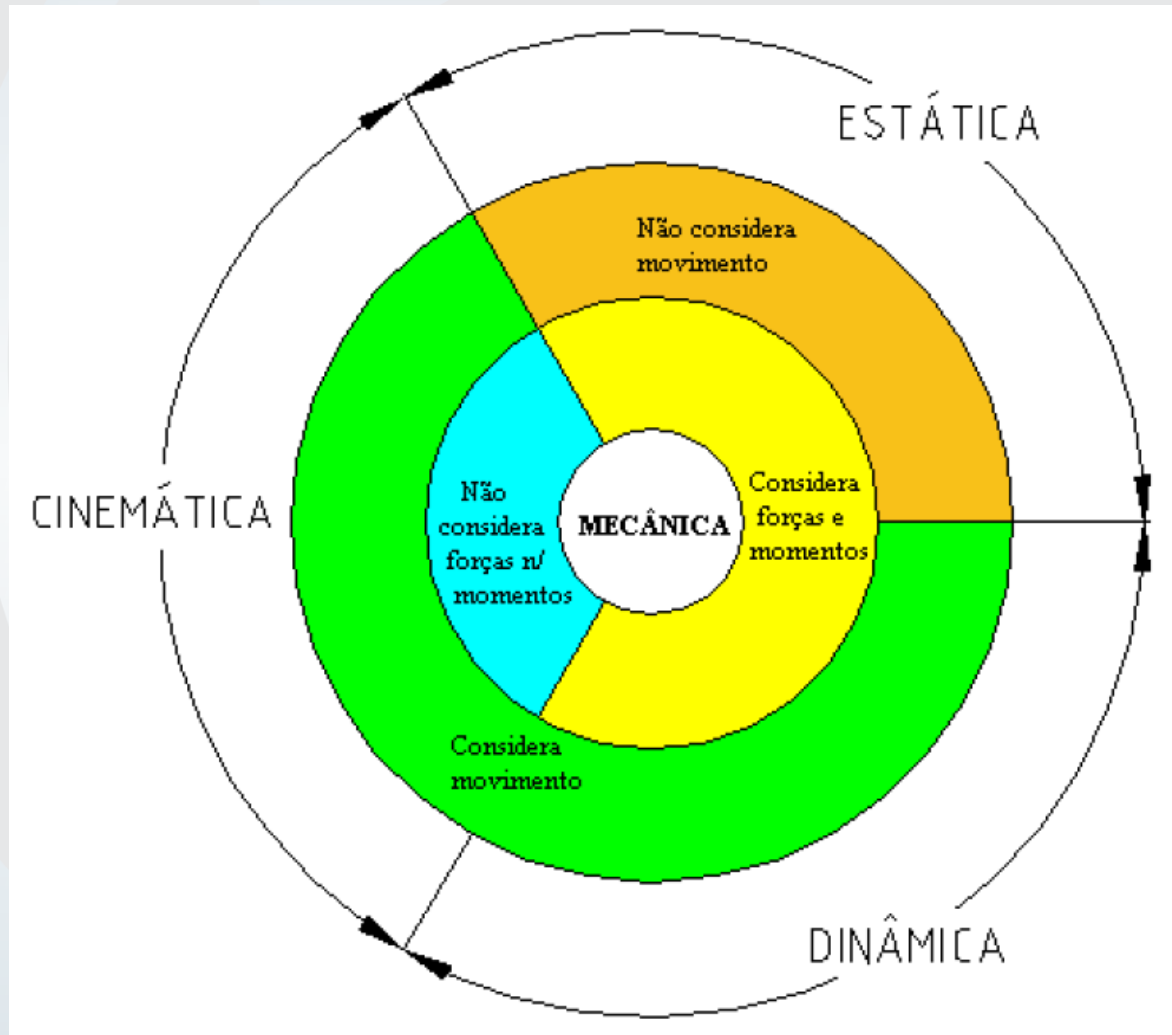 ESTÁTICA
Não considera
movimento
CINEMÁTICA
Não
considera
forças n/
momentos
MECÂNICA
Considera
forças e
momentos
Considera
movimento
DINÂMICA